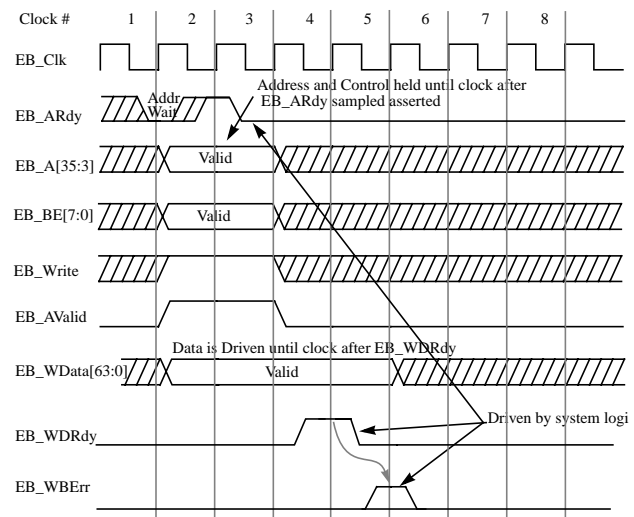 Clock # 1 2 3 4 5 6 7 8
EB_Clk
Address and Control held until clock after
EB_ARdy sampled asserted
Addr
Wait
EB_ARdy
EB_A[35:3]
Valid
EB_BE[7:0]
Valid
EB_Write
EB_AValid
Data is Driven until clock after EB_WDRdy
EB_WData[63:0]
Valid
Driven by system logi
EB_WDRdy
EB_WBErr